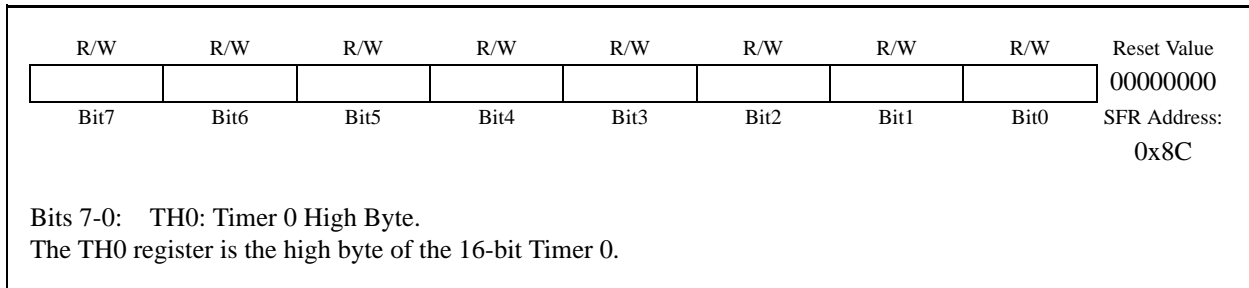 R/W R/W R/W R/W R/W R/W R/W R/W Reset Value
00000000
Bit7 Bit6 Bit5 Bit4 Bit3 Bit2 Bit1 Bit0 SFR Address:
0x8C
Bits 7-0: TH0: Timer 0 High Byte.
The TH0 register is the high byte of the 16-bit Timer 0.